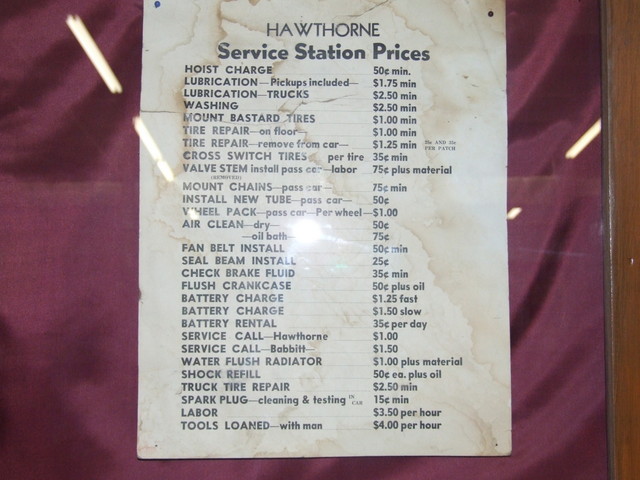 HAWTHORNE
Service Station Prices
HOIST CHARGE 50¢ min.
LUBRICATION—Pickups included— $1.75 min
LUBRICATION—TRUCKS $2.50 min
WASHING $2.50 min
MOUNT BASTARD TIRES $1.00 min
TIRE REPAIR—on floor— $1.00 min
TIRE REPAIR—remove from car— $1.25 min 25c AND 35c PER PATCH
CROSS SWITCH TIRES per tire 35¢ min
VALVE STEM install pass car—labor 75¢ plus material
(REMOVED)
MOUNT CHAINS—pass car— 75¢ min
INSTALL NEW TUBE—pass car— 50¢
WHEEL PACK—pass car—Per wheel—$1.00
AIR CLEAN—dry— 50¢
—oil bath— 75¢
FAN BELT INSTALL 50¢ min
SEAL BEAM INSTALL 25¢
CHECK BRAKE FLUID 35¢ min
FLUSH CRANKCASE 50¢ plus oil
BATTERY CHARGE $1.25 fast
BATTERY CHARGE $1.50 slow
BATTERY RENTAL 35¢ per day
SERVICE CALL—Hawthorne $1.00
SERVICE CALL—Babbitt— $1.50
WATER FLUSH RADIATOR $1.00 plus material
SHOCK REFILL 50¢ ea. plus oil
TRUCK TIRE REPAIR $2.50 min
SPARK PLUG—cleaning & testing IN CAR 15¢ min
LABOR $3.50 per hour
TOOLS LOANED—with man $4.00 per hour